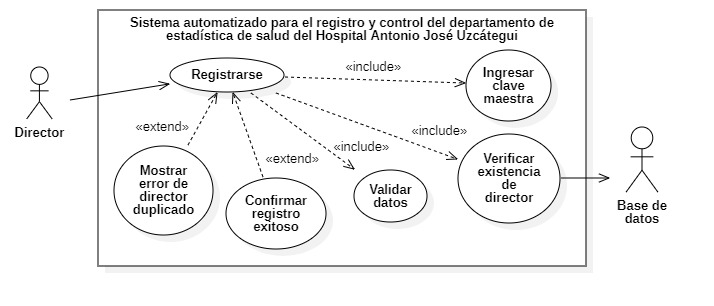 Sistema automatizado para el registro y control del departamento de
estadística de salud del Hospital Antonio José Uzcátegui
Registrarse
«include»
Ingresar
clave
maestra
Director
«extend»
«include»
«include»
«extend»
Mostrar
error de
director
duplicado
Confirmar
registro
exitoso
Validar
datos
Verificar
existencia
de
director
Base de
datos